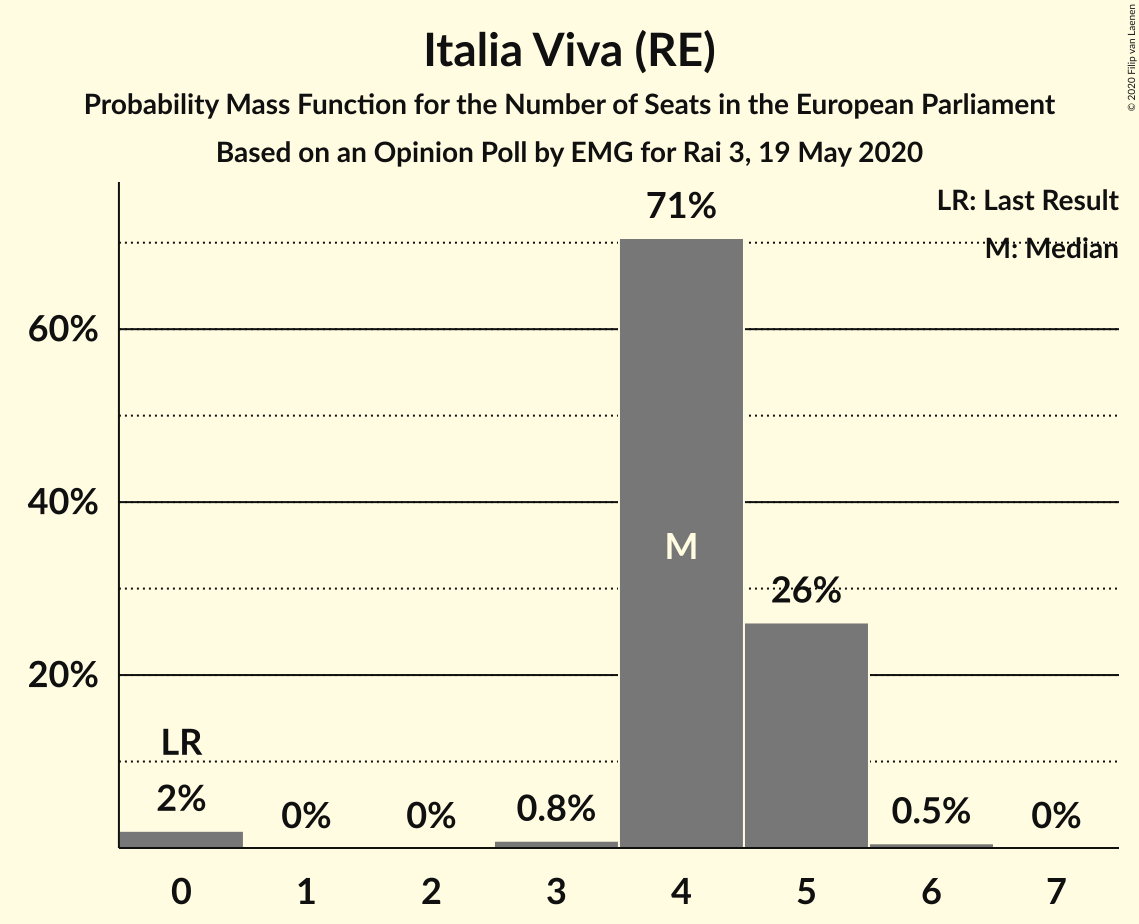 Italia Viva (RE)
Probability Mass Function for the Number of Seats in the European Parliament
Based on an Opinion Poll by EMG for Rai 3, 19 May 2020
© 2020 Filip van Laenen
LR: Last Result
M: Median
71%
60%
40%
M
26%
20%
LR
2%
0%
0%
0.8%
0.5%
0%
0 1 2 3 4 5 6 7